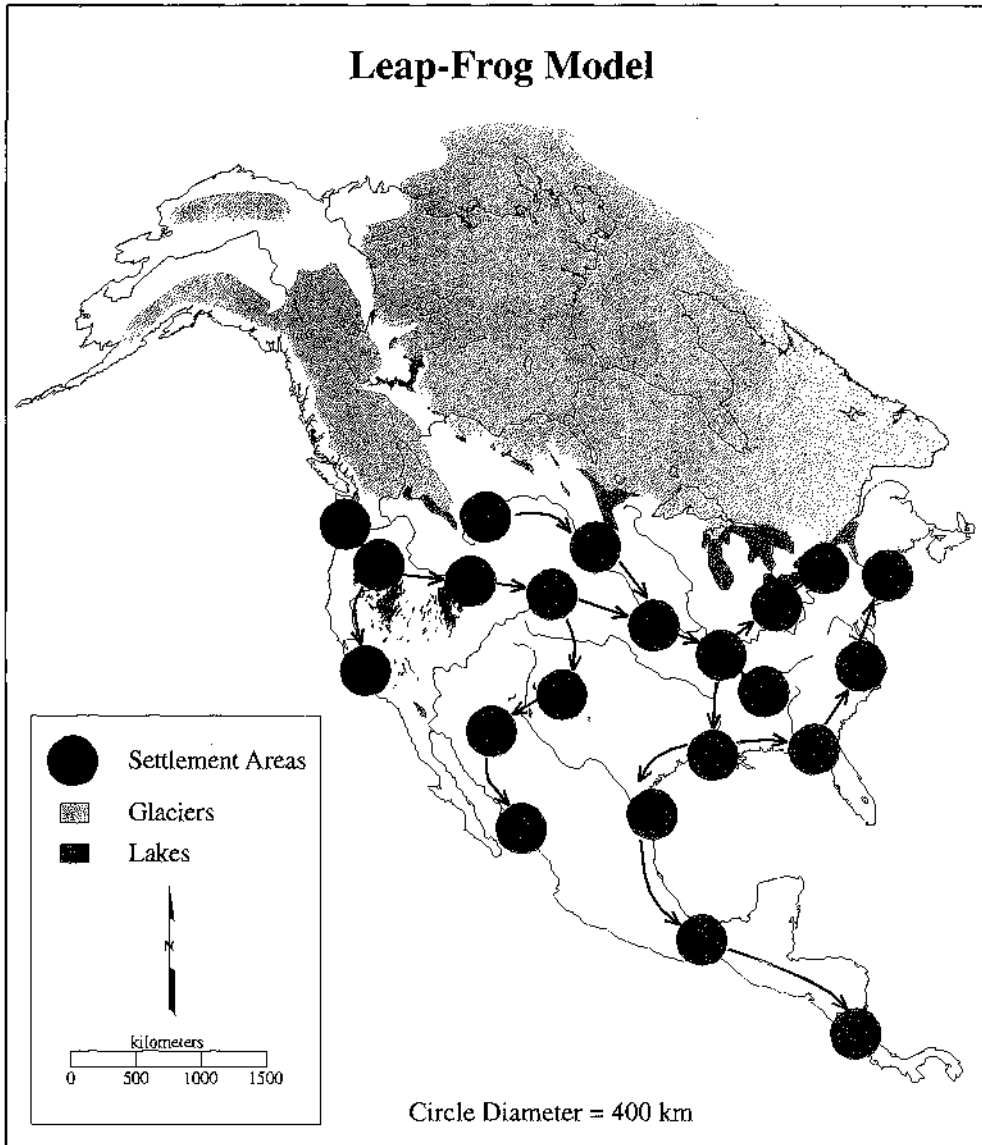 Leap-Frog Model
Settlement Areas
Glaciers
Lakes
N
kilometers
0 500 1000 1500
Circle Diameter = 400 km